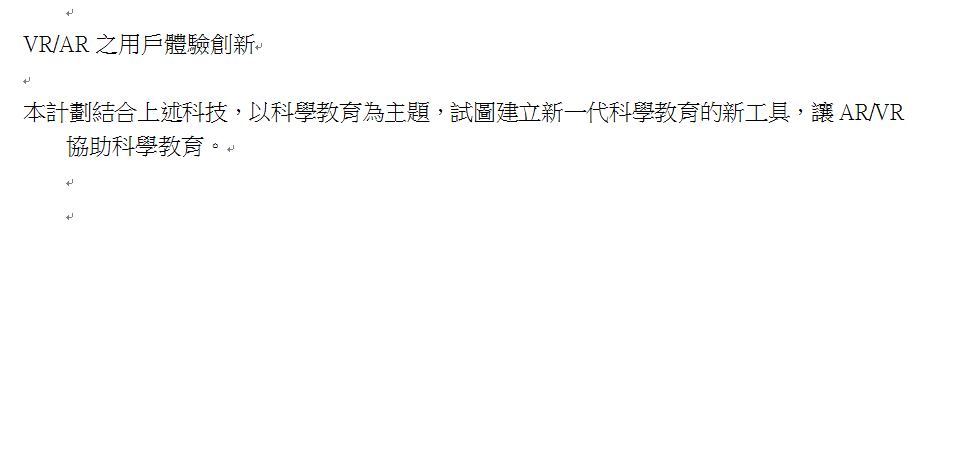 VR/AR 之用戶體驗創新
本計劃結合上述科技，以科學教育為主題，試圖建立新一代科學教育的新工具，讓 AR/VR
協助科學教育。